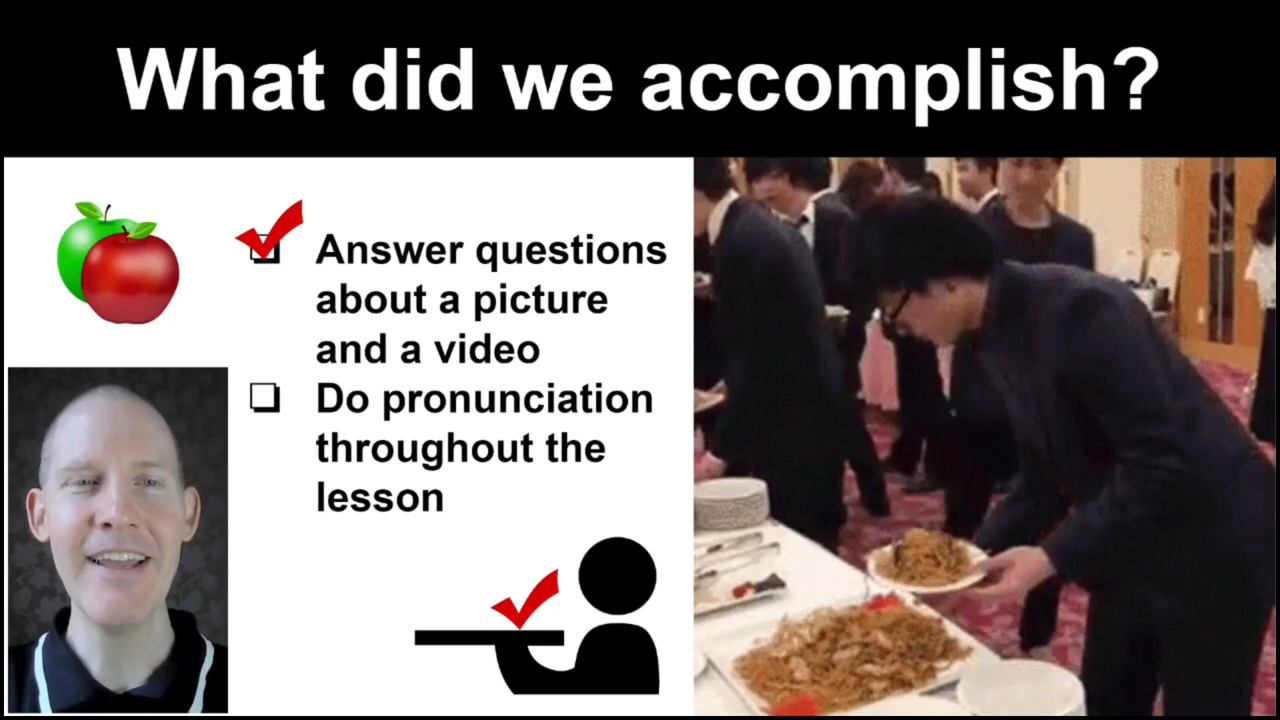 What did we accomplish?
Answer questions
about a picture
and a video
Do pronunciation
throughout the
lesson